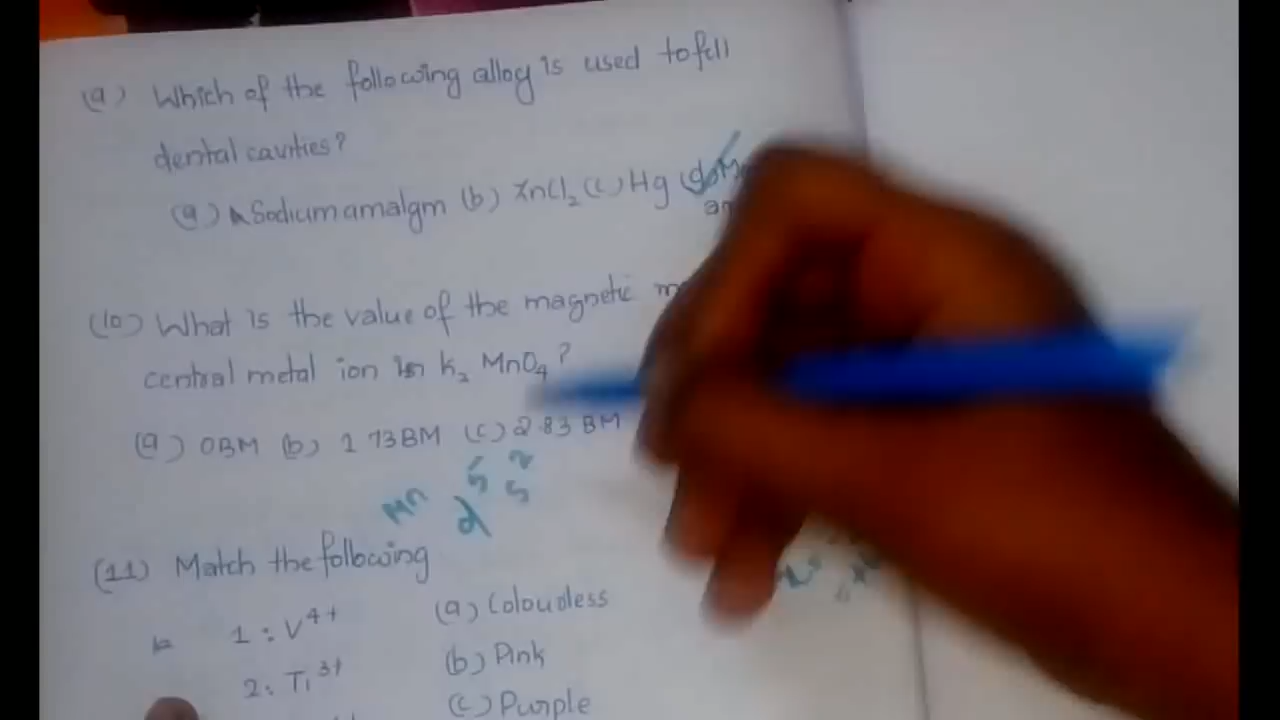 (9) Which of the following alloy is used to fill
dental cavities?
(a) Sodium amalgm (b) ZnCl₂ (c) Hg (d)
(10) What is the value of the magnetic
central metal ion in K₂ MnO₄?
(a) 0BM (b) 1 73BM (c) 2.83 BM
Mn d⁵ s²
(11) Match the following
1 : V⁴⁺ (a) Colourless
2: Ti³⁺ (b) Pink
(c) Purple